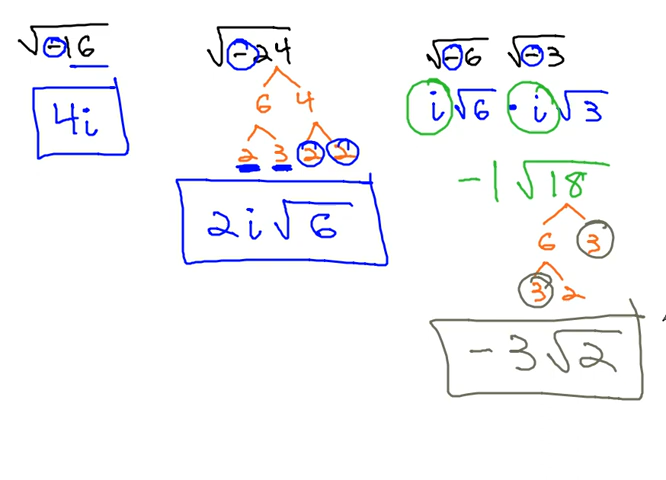 √-16
4i
√-24
6 4
2 3 2 2
2i√6
√-6 √-3
i√6 · i√3
-1√18
6 3
3 2
-3√2